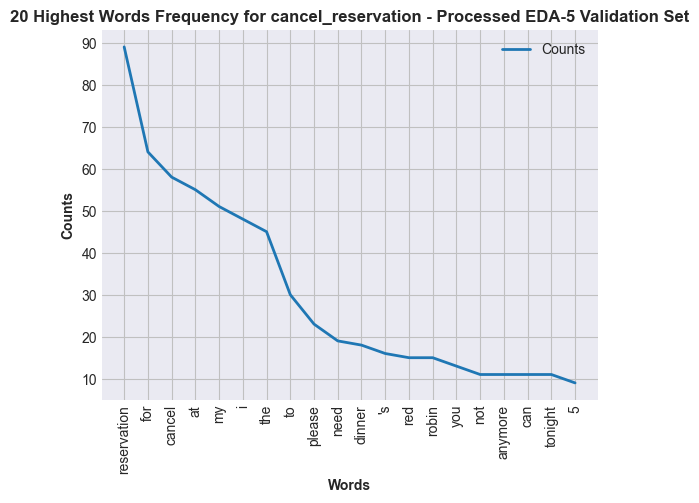 20 Highest Words Frequency for cancel_reservation - Processed EDA-5 Validation Set
Counts
90
80
70
60
50
40
30
20
10
Counts
reservation
for
cancel
at
my
i
the
to
please
need
dinner
's
red
robin
you
not
anymore
can
tonight
5
Words